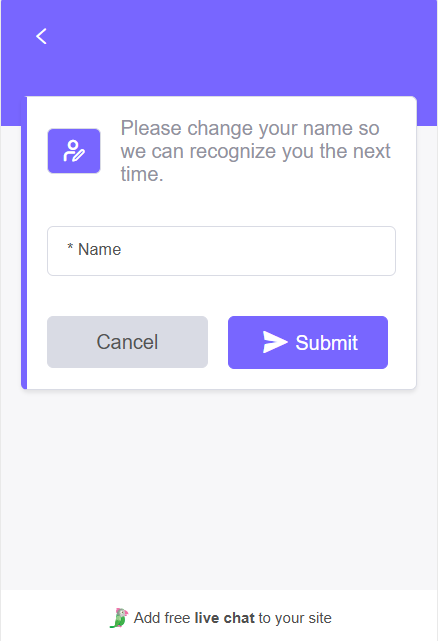 Please change your name so
we can recognize you the next
time.
* Name
Cancel
Submit
Add free live chat to your site